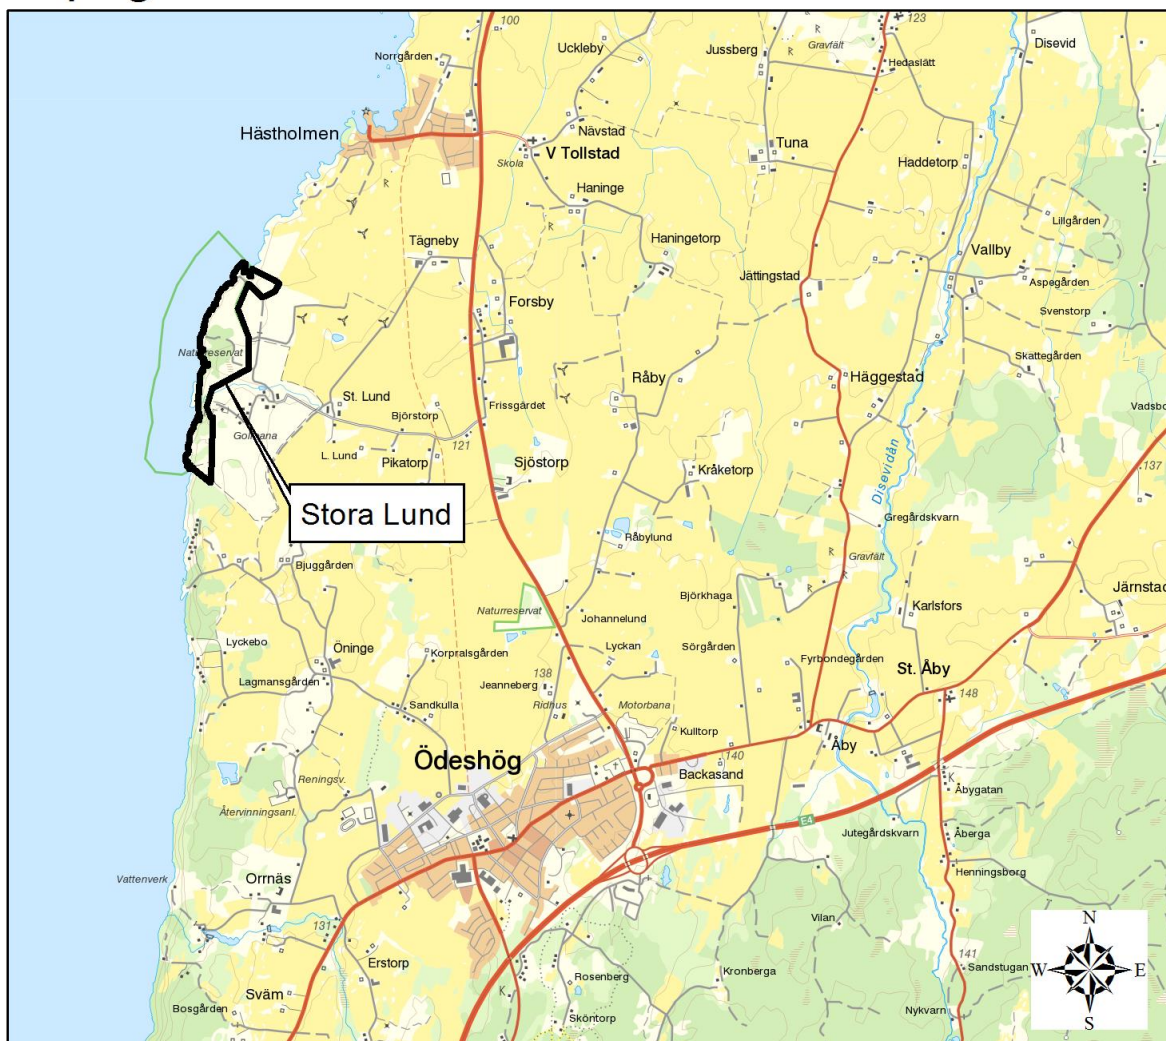 100
Uckleby
Jussberg
Gravfält
123
Disevid
Norrgården
Hedaslätt
Hästholmen
Nävstad
V Tollstad
Skola
Tuna
Haddetorp
Haninge
Lillgården
Tägneby
Haningetorp
Vallby
Jättingstad
Aspegården
Forsby
Svenstorp
Naturreservat
Skattegården
Råby
Häggestad
St. Lund
Björstorp
Frissgårdet
121
Vadsbo
L. Lund
Pikatorp
Sjöstorp
Kråketorp
137
Disevidån
Stora Lund
Gregårdskvarn
Råbylund
Bjuggården
Gravfält
Järnstad
Björkhaga
Naturreservat
Johannelund
Karlsfors
Lyckebo
Öninge
Korpralsgården
Lyckan
Sörgården
Fyrbondegården
St. Åby
Lagmansgården
Jeanneberg
138
Ridhus
Motorbana
148
Sandkulla
Kulltorp
Ödeshög
140
Åby
Backasand
Reningsv.
Återvinningsanl.
K
Åbygatan
E4
Jutegårdskvarn
Åberga
Vattenverk
Orrnäs
Henningsborg
131
Vilan
N
Erstorp
Rosenberg
Kronberga
141
Sandstugan
W
E
Sväm
K
Bosgården
Sköntorp
Nykvarn
S